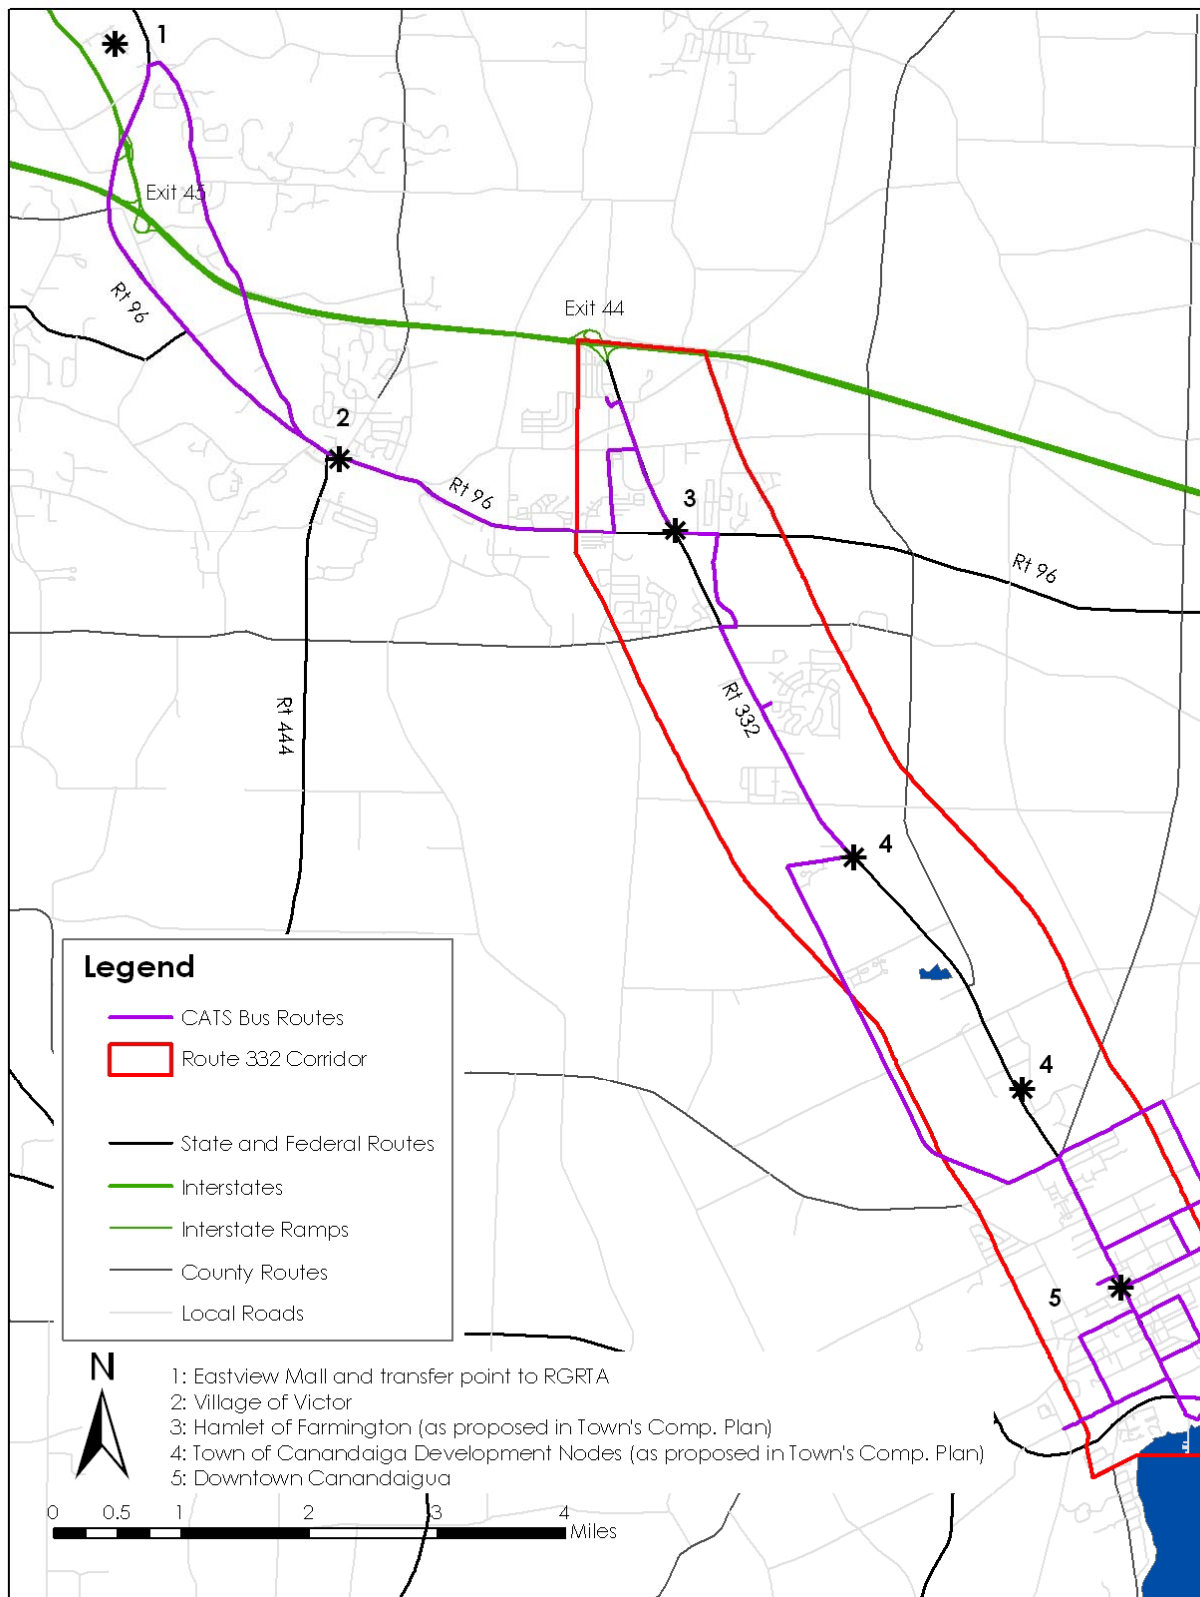 1
Exit 45
Rt 96
Exit 44
2
Rt 96
3
Rt 96
Rt 332
Rt 444
4
4
5
Legend
CATS Bus Routes
Route 332 Corridor
State and Federal Routes
Interstates
Interstate Ramps
County Routes
Local Roads
N
1: Eastview Mall and transfer point to RGRTA
2: Village of Victor
3: Hamlet of Farmington (as proposed in Town's Comp. Plan)
4: Town of Canandaiga Development Nodes (as proposed in Town's Comp. Plan)
5: Downtown Canandaigua
0 0.5 1 2 3 4
Miles